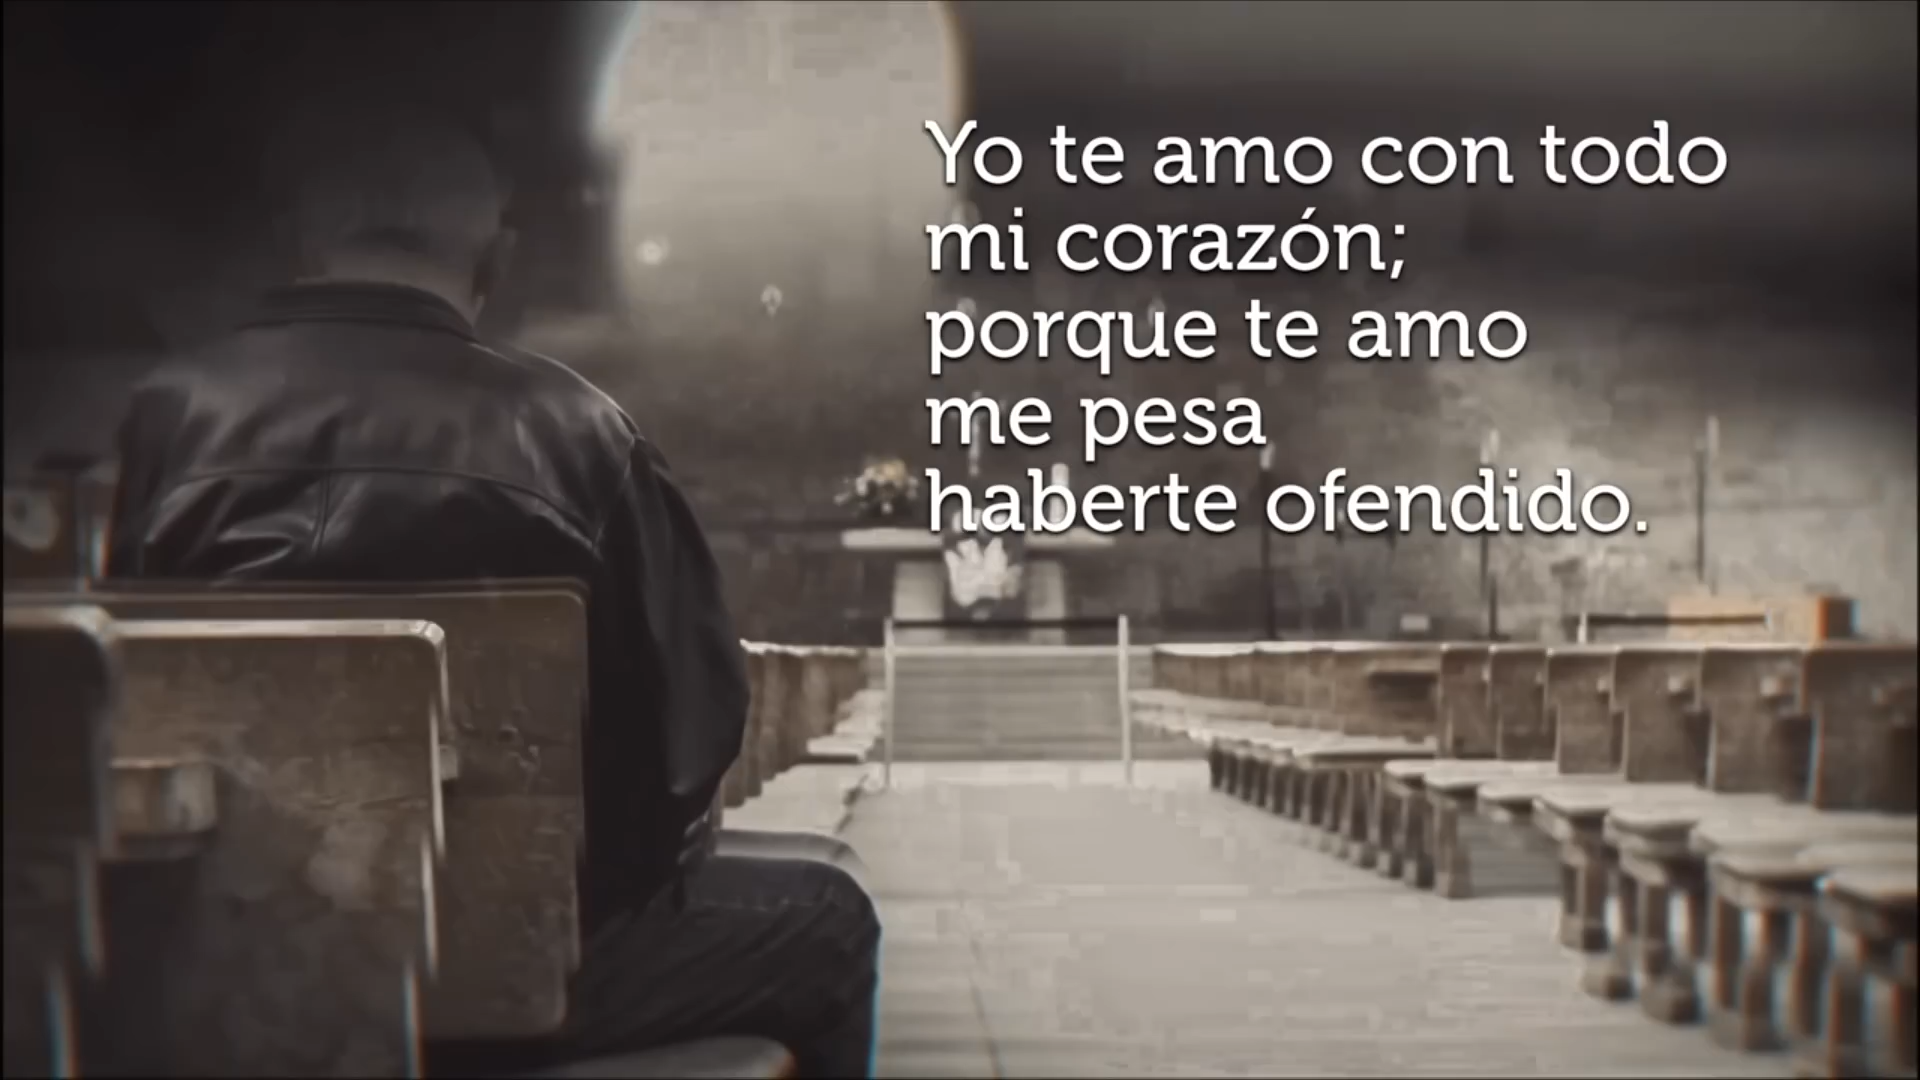 Yo te amo con todo
mi corazón;
porque te amo
me pesa
haberte ofendido.